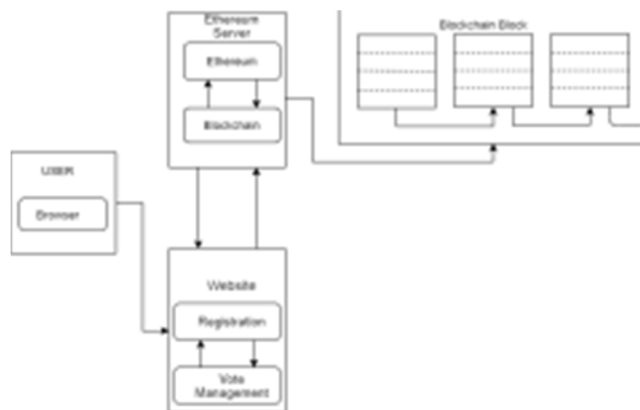 Ethereum
Server
Ethereum
Blockchain
Blockchain Block
USER
Browser
Website
Registration
Vote
Management